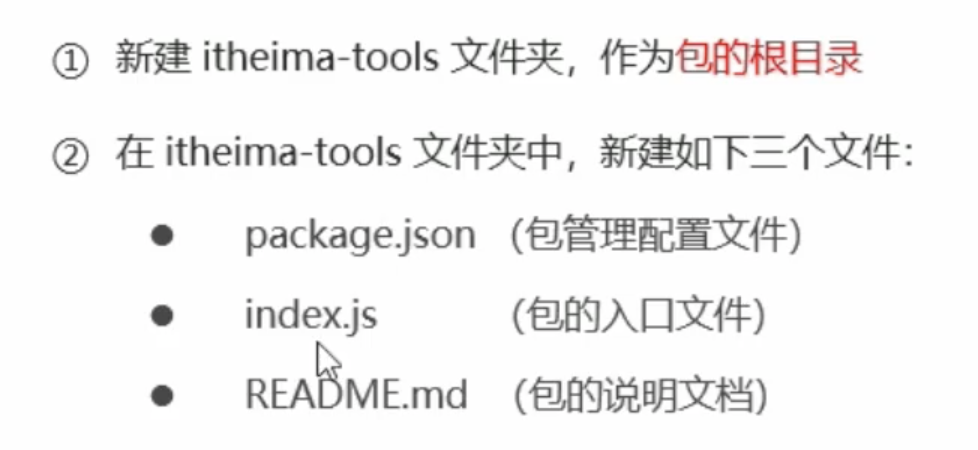 ① 新建 itheima-tools 文件夹，作为包的根目录
② 在 itheima-tools 文件夹中，新建如下三个文件：
● package.json （包管理配置文件）
● index.js （包的入口文件）
● README.md （包的说明文档）